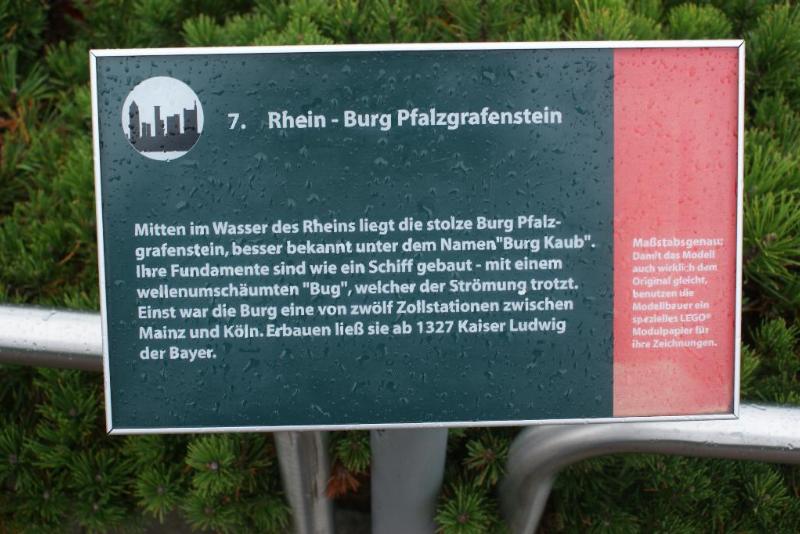 7. Rhein - Burg Pfalzgrafenstein
Mitten im Wasser des Rheins liegt die stolze Burg Pfalz-
grafenstein, besser bekannt unter dem Namen"Burg Kaub".
Ihre Fundamente sind wie ein Schiff gebaut - mit einem
wellenumschäumten "Bug", welcher der Strömung trotzt.
Einst war die Burg eine von zwölf Zollstationen zwischen
Mainz und Köln. Erbauen ließ sie ab 1327 Kaiser Ludwig
der Bayer.
Maßstabsgenau:
Damit das Modell
auch wirklich dem
Original gleicht,
benutzen die
Modellbauer ein
spezielles LEGO®
Modulpapier für
ihre Zeichnungen.